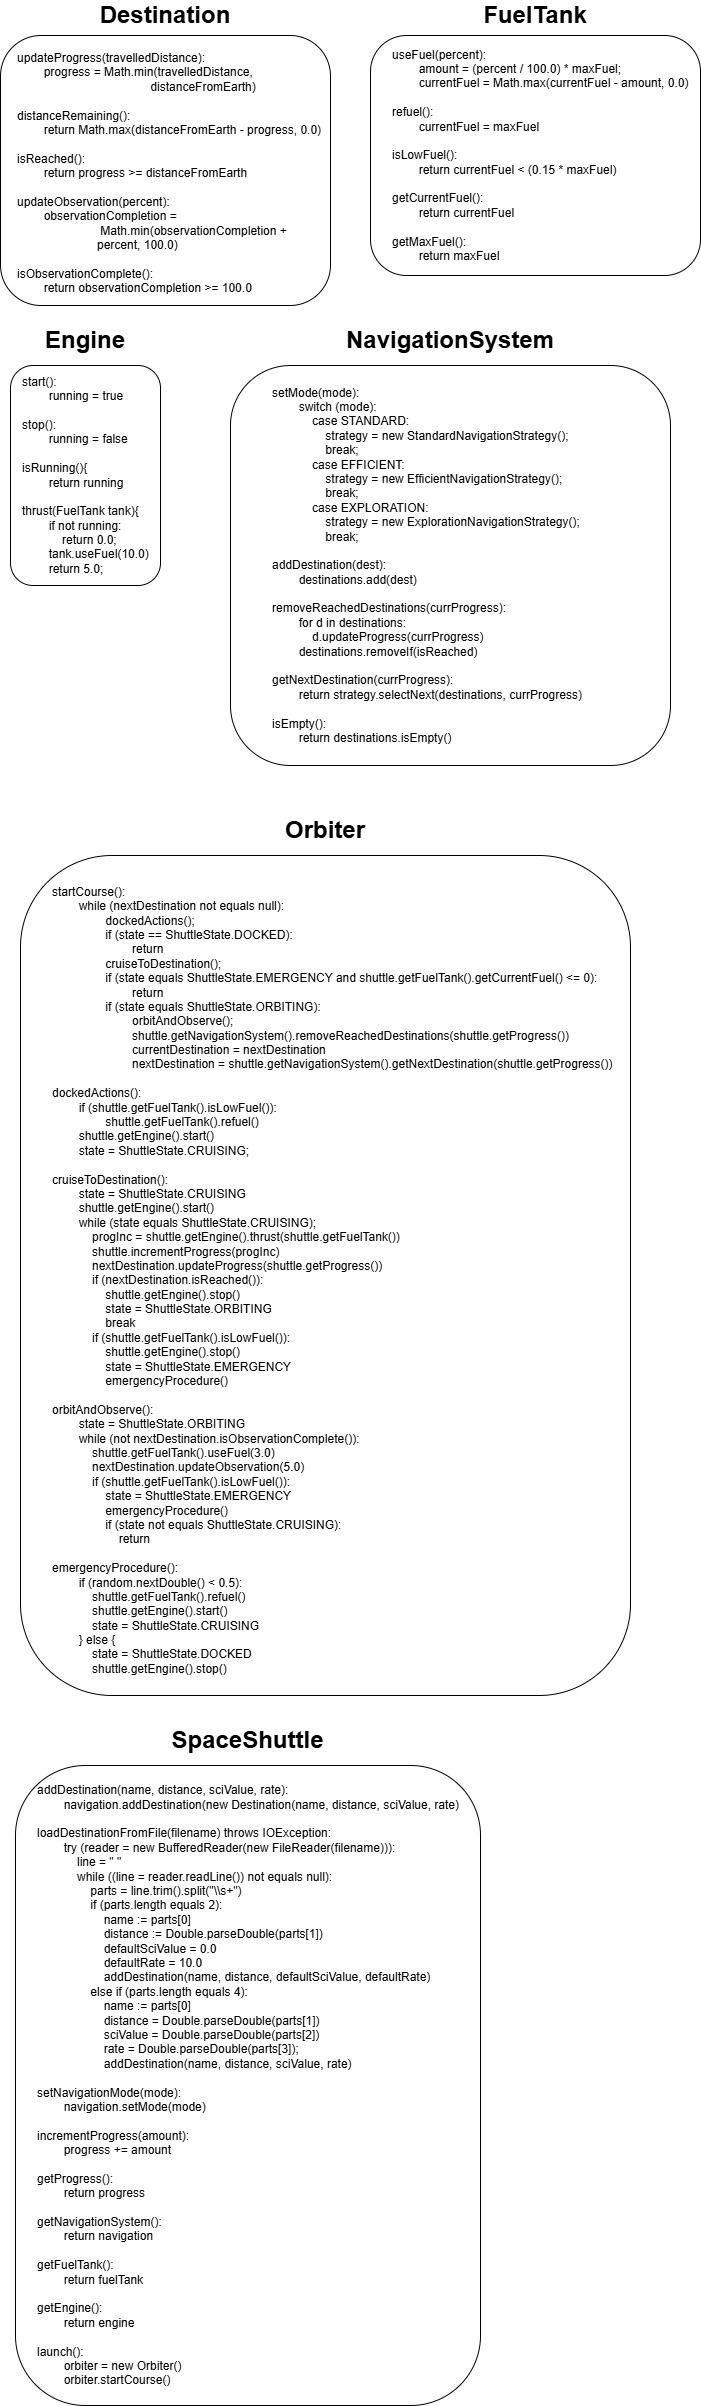 Destination
updateProgress(travelledDistance):
progress = Math.min(travelledDistance,
distanceFromEarth)
distanceRemaining():
return Math.max(distanceFromEarth - progress, 0.0)
isReached():
return progress >= distanceFromEarth
updateObservation(percent):
observationCompletion =
Math.min(observationCompletion +
percent, 100.0)
isObservationComplete():
return observationCompletion >= 100.0
FuelTank
useFuel(percent):
amount = (percent / 100.0) * maxFuel;
currentFuel = Math.max(currentFuel - amount, 0.0)
refuel():
currentFuel = maxFuel
isLowFuel():
return currentFuel < (0.15 * maxFuel)
getCurrentFuel():
return currentFuel
getMaxFuel():
return maxFuel
Engine
start():
running = true
stop():
running = false
isRunning(){
return running
thrust(FuelTank tank){
if not running:
return 0.0;
tank.useFuel(10.0)
return 5.0;
NavigationSystem
setMode(mode):
switch (mode):
case STANDARD:
strategy = new StandardNavigationStrategy();
break;
case EFFICIENT:
strategy = new EfficientNavigationStrategy();
break;
case EXPLORATION:
strategy = new ExplorationNavigationStrategy();
break;
addDestination(dest):
destinations.add(dest)
removeReachedDestinations(currProgress):
for d in destinations:
d.updateProgress(currProgress)
destinations.removeIf(isReached)
getNextDestination(currProgress):
return strategy.selectNext(destinations, currProgress)
isEmpty():
return destinations.isEmpty()
Orbiter
startCourse():
while (nextDestination not equals null):
dockedActions();
if (state == ShuttleState.DOCKED):
return
cruiseToDestination();
if (state equals ShuttleState.EMERGENCY and shuttle.getFuelTank().getCurrentFuel() <= 0):
return
if (state equals ShuttleState.ORBITING):
orbitAndObserve();
shuttle.getNavigationSystem().removeReachedDestinations(shuttle.getProgress())
currentDestination = nextDestination
nextDestination = shuttle.getNavigationSystem().getNextDestination(shuttle.getProgress())
dockedActions():
if (shuttle.getFuelTank().isLowFuel()):
shuttle.getFuelTank().refuel()
shuttle.getEngine().start()
state = ShuttleState.CRUISING;
cruiseToDestination():
state = ShuttleState.CRUISING
shuttle.getEngine().start()
while (state equals ShuttleState.CRUISING);
progInc = shuttle.getEngine().thrust(shuttle.getFuelTank())
shuttle.incrementProgress(progInc)
nextDestination.updateProgress(shuttle.getProgress())
if (nextDestination.isReached()):
shuttle.getEngine().stop()
state = ShuttleState.ORBITING
break
if (shuttle.getFuelTank().isLowFuel()):
shuttle.getEngine().stop()
state = ShuttleState.EMERGENCY
emergencyProcedure()
orbitAndObserve():
state = ShuttleState.ORBITING
while (not nextDestination.isObservationComplete()):
shuttle.getFuelTank().useFuel(3.0)
nextDestination.updateObservation(5.0)
if (shuttle.getFuelTank().isLowFuel()):
state = ShuttleState.EMERGENCY
emergencyProcedure()
if (state not equals ShuttleState.CRUISING):
return
emergencyProcedure():
if (random.nextDouble() < 0.5):
shuttle.getFuelTank().refuel()
shuttle.getEngine().start()
state = ShuttleState.CRUISING
} else {
state = ShuttleState.DOCKED
shuttle.getEngine().stop()
SpaceShuttle
addDestination(name, distance, sciValue, rate):
navigation.addDestination(new Destination(name, distance, sciValue, rate)
loadDestinationFromFile(filename) throws IOException:
try (reader = new BufferedReader(new FileReader(filename))):
line = " "
while ((line = reader.readLine()) not equals null):
parts = line.trim().split("\\s+")
if (parts.length equals 2):
name := parts[0]
distance := Double.parseDouble(parts[1])
defaultSciValue = 0.0
defaultRate = 10.0
addDestination(name, distance, defaultSciValue, defaultRate)
else if (parts.length equals 4):
name := parts[0]
distance = Double.parseDouble(parts[1])
sciValue = Double.parseDouble(parts[2])
rate = Double.parseDouble(parts[3]);
addDestination(name, distance, sciValue, rate)
setNavigationMode(mode):
navigation.setMode(mode)
incrementProgress(amount):
progress += amount
getProgress():
return progress
getNavigationSystem():
return navigation
getFuelTank():
return fuelTank
getEngine():
return engine
launch():
orbiter = new Orbiter()
orbiter.startCourse()